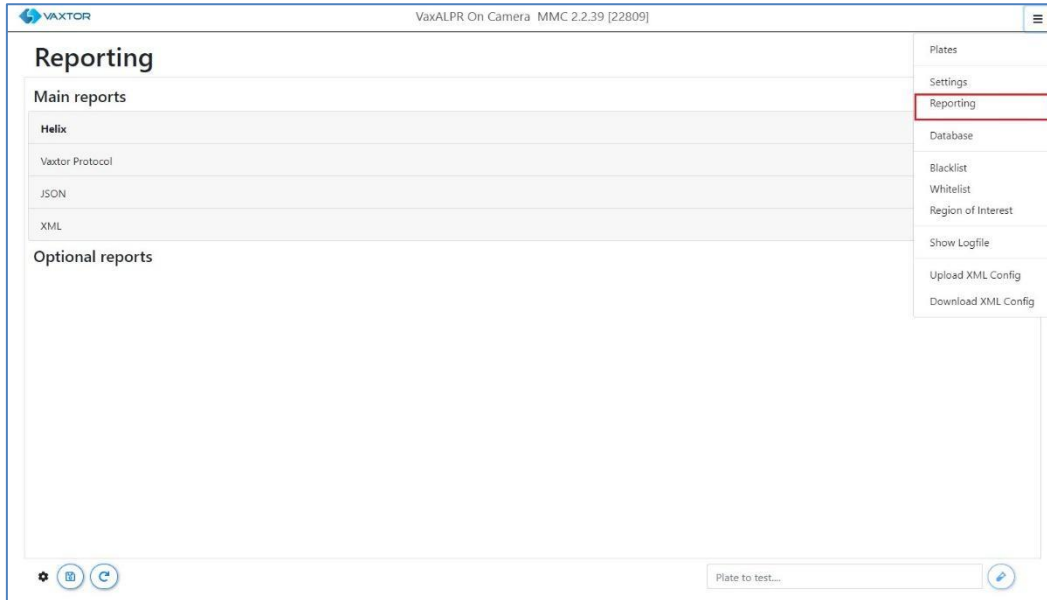 VAXTOR
VaxALPR On Camera MMC 2.2.39 [22809]
Reporting
Main reports
Helix
Vaxtor Protocol
JSON
XML
Optional reports
Plates
Settings
Reporting
Database
Blacklist
Whitelist
Region of Interest
Show Logfile
Upload XML Config
Download XML Config
Plate to test....